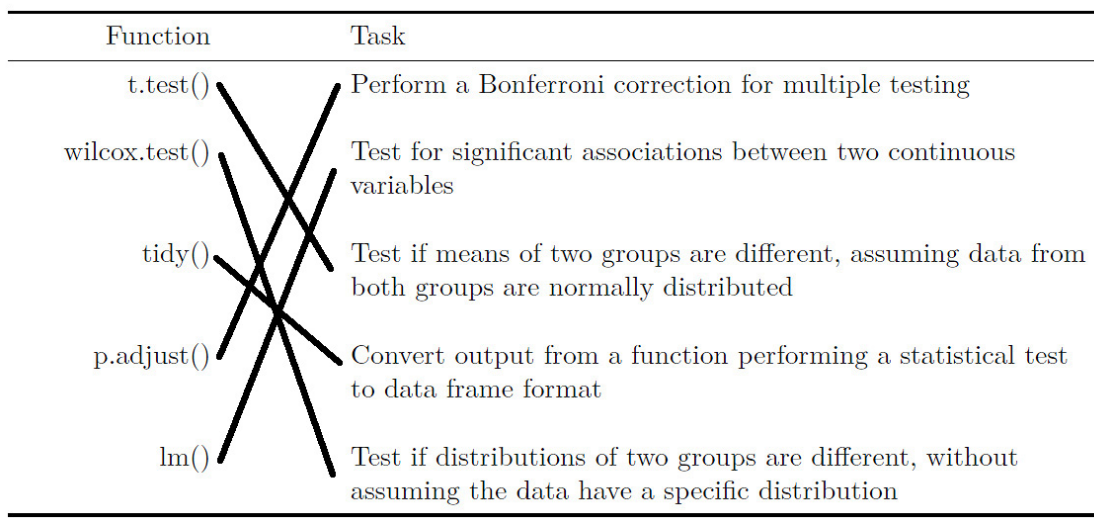 Function Task
t.test() Perform a Bonferroni correction for multiple testing
wilcox.test() Test for significant associations between two continuous
variables
tidy() Test if means of two groups are different, assuming data from
both groups are normally distributed
p.adjust() Convert output from a function performing a statistical test
to data frame format
lm() Test if distributions of two groups are different, without
assuming the data have a specific distribution